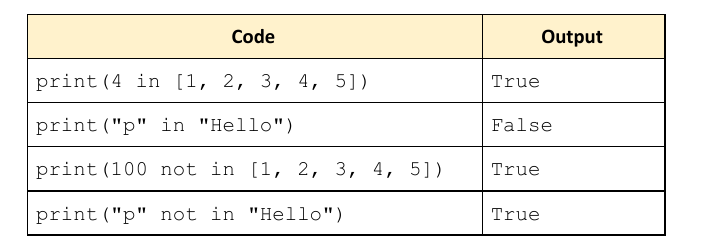 Code Output
print(4 in [1, 2, 3, 4, 5]) True
print("p" in "Hello") False
print(100 not in [1, 2, 3, 4, 5]) True
print("p" not in "Hello") True